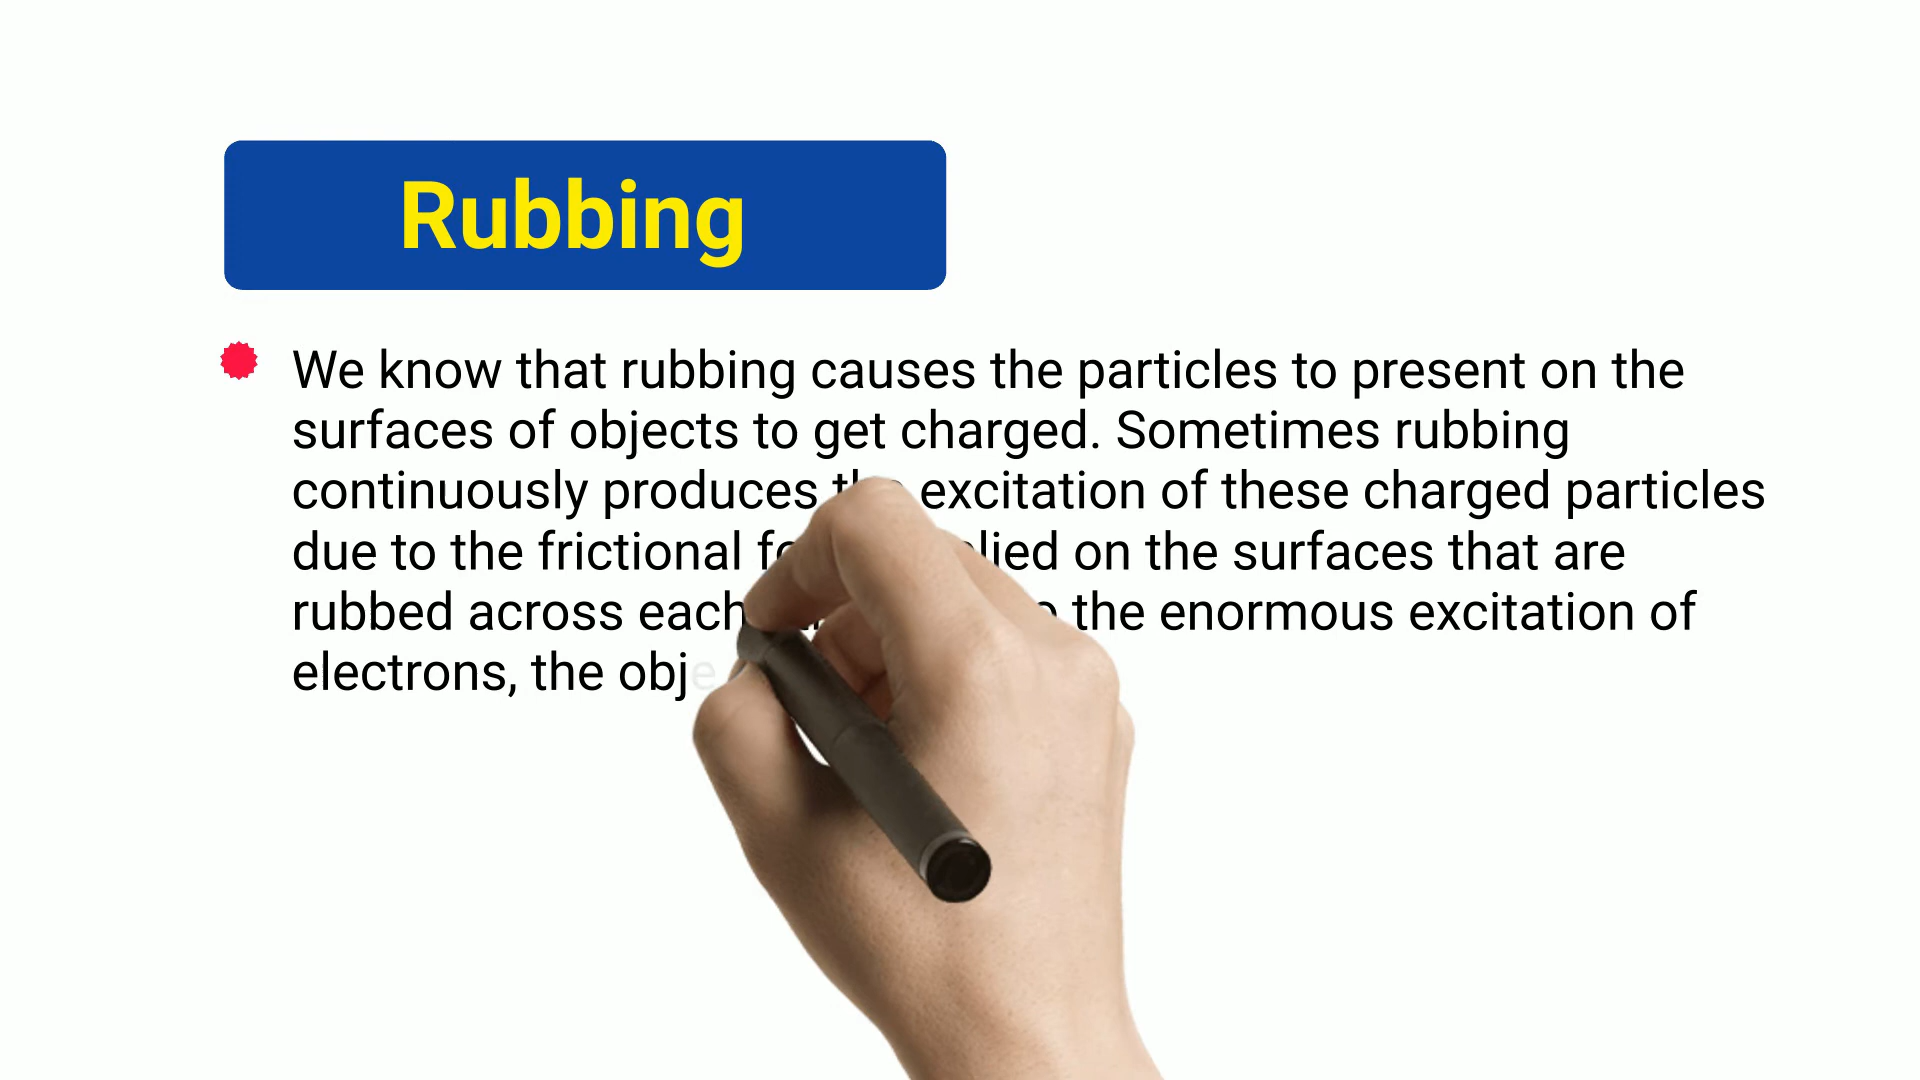 Rubbing
We know that rubbing causes the particles to present on the
surfaces of objects to get charged. Sometimes rubbing
continuously produces the excitation of these charged particles
due to the frictional on the surfaces that are
rubbed across each the enormous excitation of
electrons, the obje